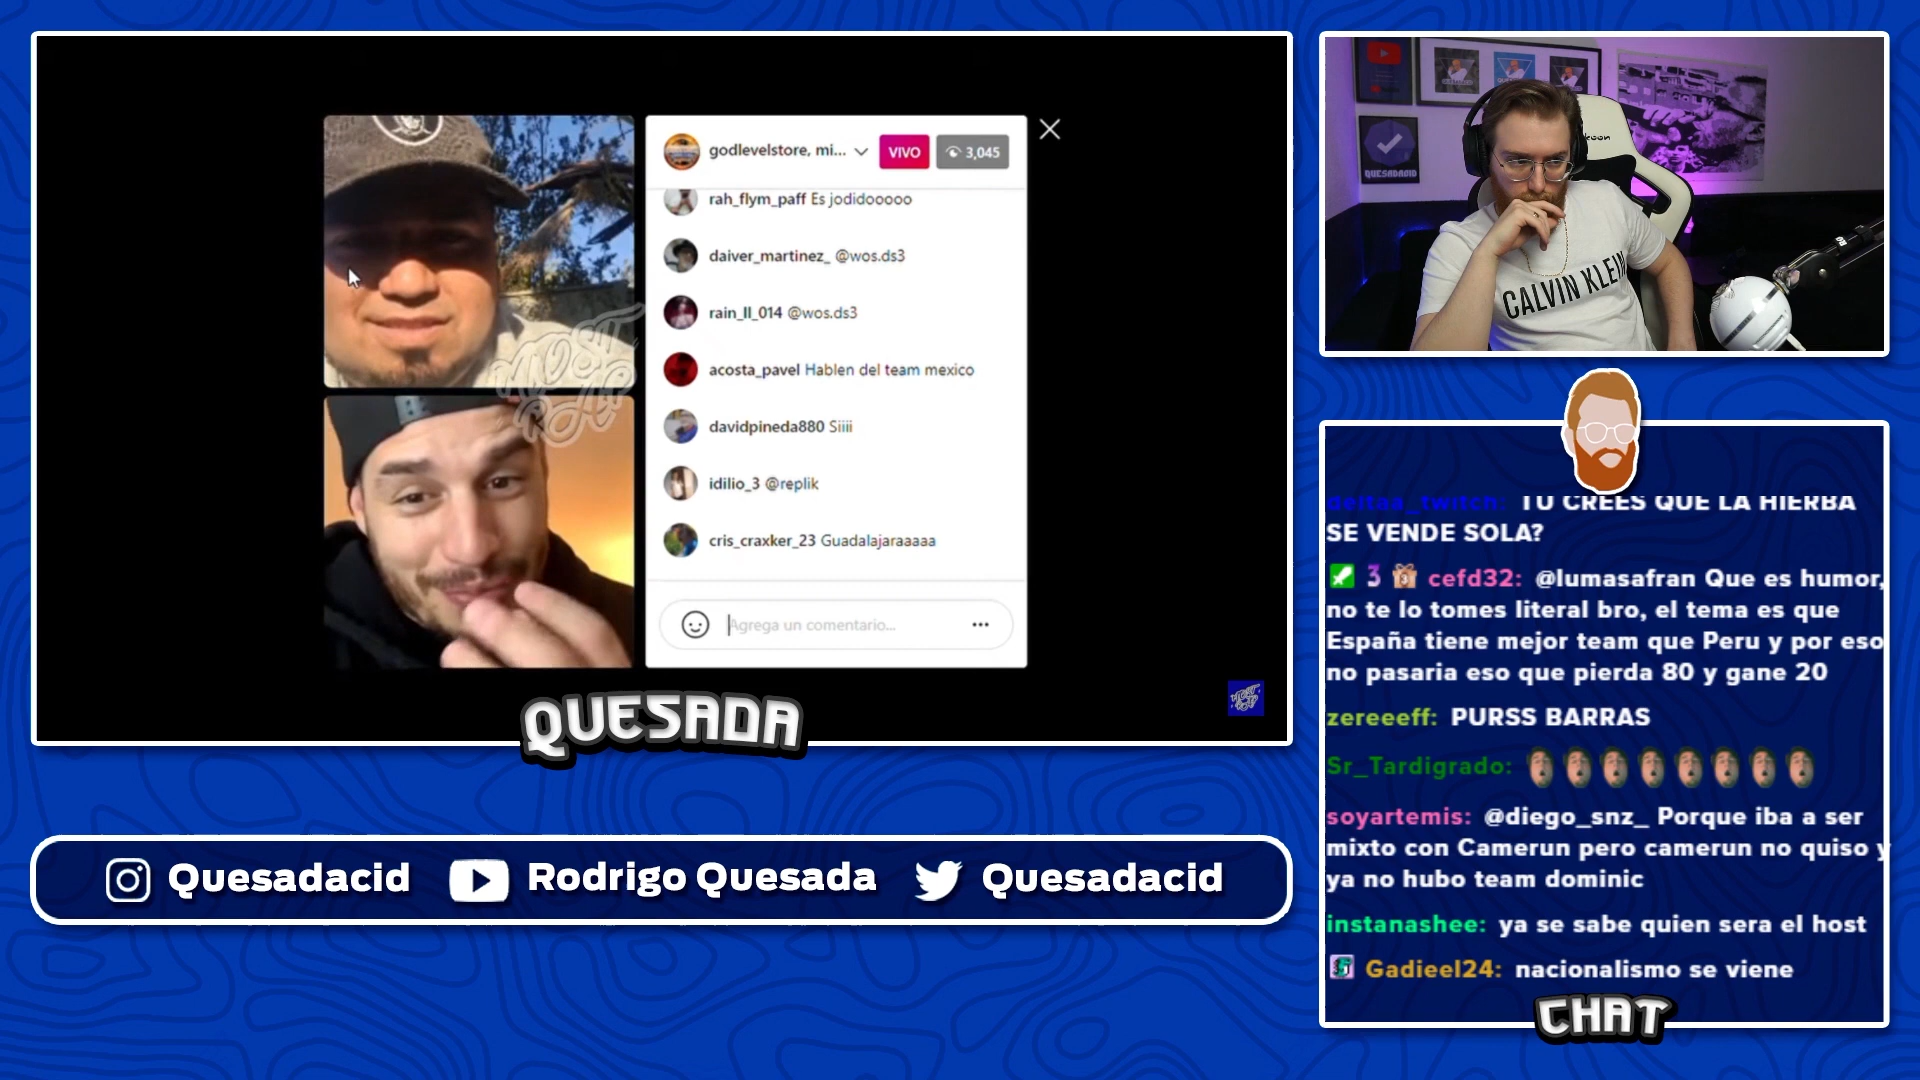 godlevelstore, mi...
VIVO
3,045
rah_flym_paff Es jodidooooo
daiver_martinez_ @wos.ds3
rain_ll_014 @wos.ds3
acosta_pavel Hablen del team mexico
davidpineda880 Siiii
idilio_3 @replik
cris_craxker_23 Guadalajaraaaaa
Agrega un comentario...
MOST
RAP
QUESADA
Quesadacid
Rodrigo Quesada
Quesadacid
QUESADACID
CALVIN KLEIN
deltaa_twitch: TU CREES QUE LA HIERBA
SE VENDE SOLA?
3 cefd32: @lumasafran Que es humor,
no te lo tomes literal bro, el tema es que
España tiene mejor team que Peru y por eso
no pasaria eso que pierda 80 y gane 20
zereeeff: PURSS BARRAS
Sr_Tardigrado:
soyartemis: @diego_snz_ Porque iba a ser
mixto con Camerun pero camerun no quiso y
ya no hubo team dominic
instanashee: ya se sabe quien sera el host
Gadieel24: nacionalismo se viene
CHAT